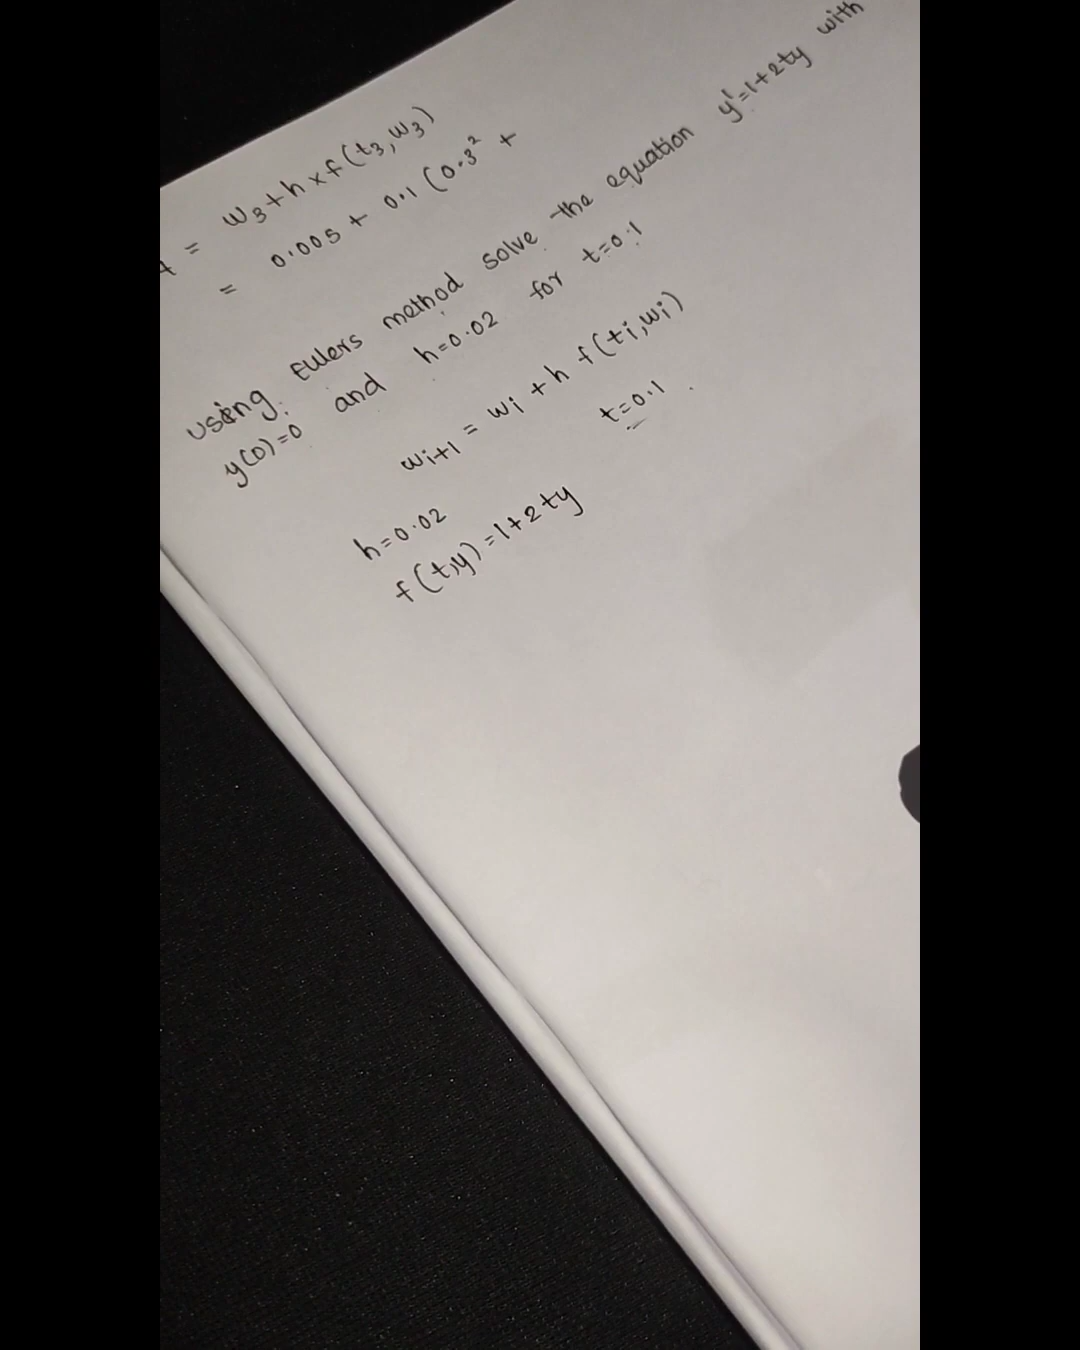 = w3+h×f(t3,w3)
= 0.005 + 0.1 (0.3² +
using Eulers method solve the equation y'=1+2ty with
y(0)=0 and h=0.02 for t=0.1
wi+1 = wi + h f(ti,wi)
h=0.02 t=0.1
f(t,y)=1+2ty